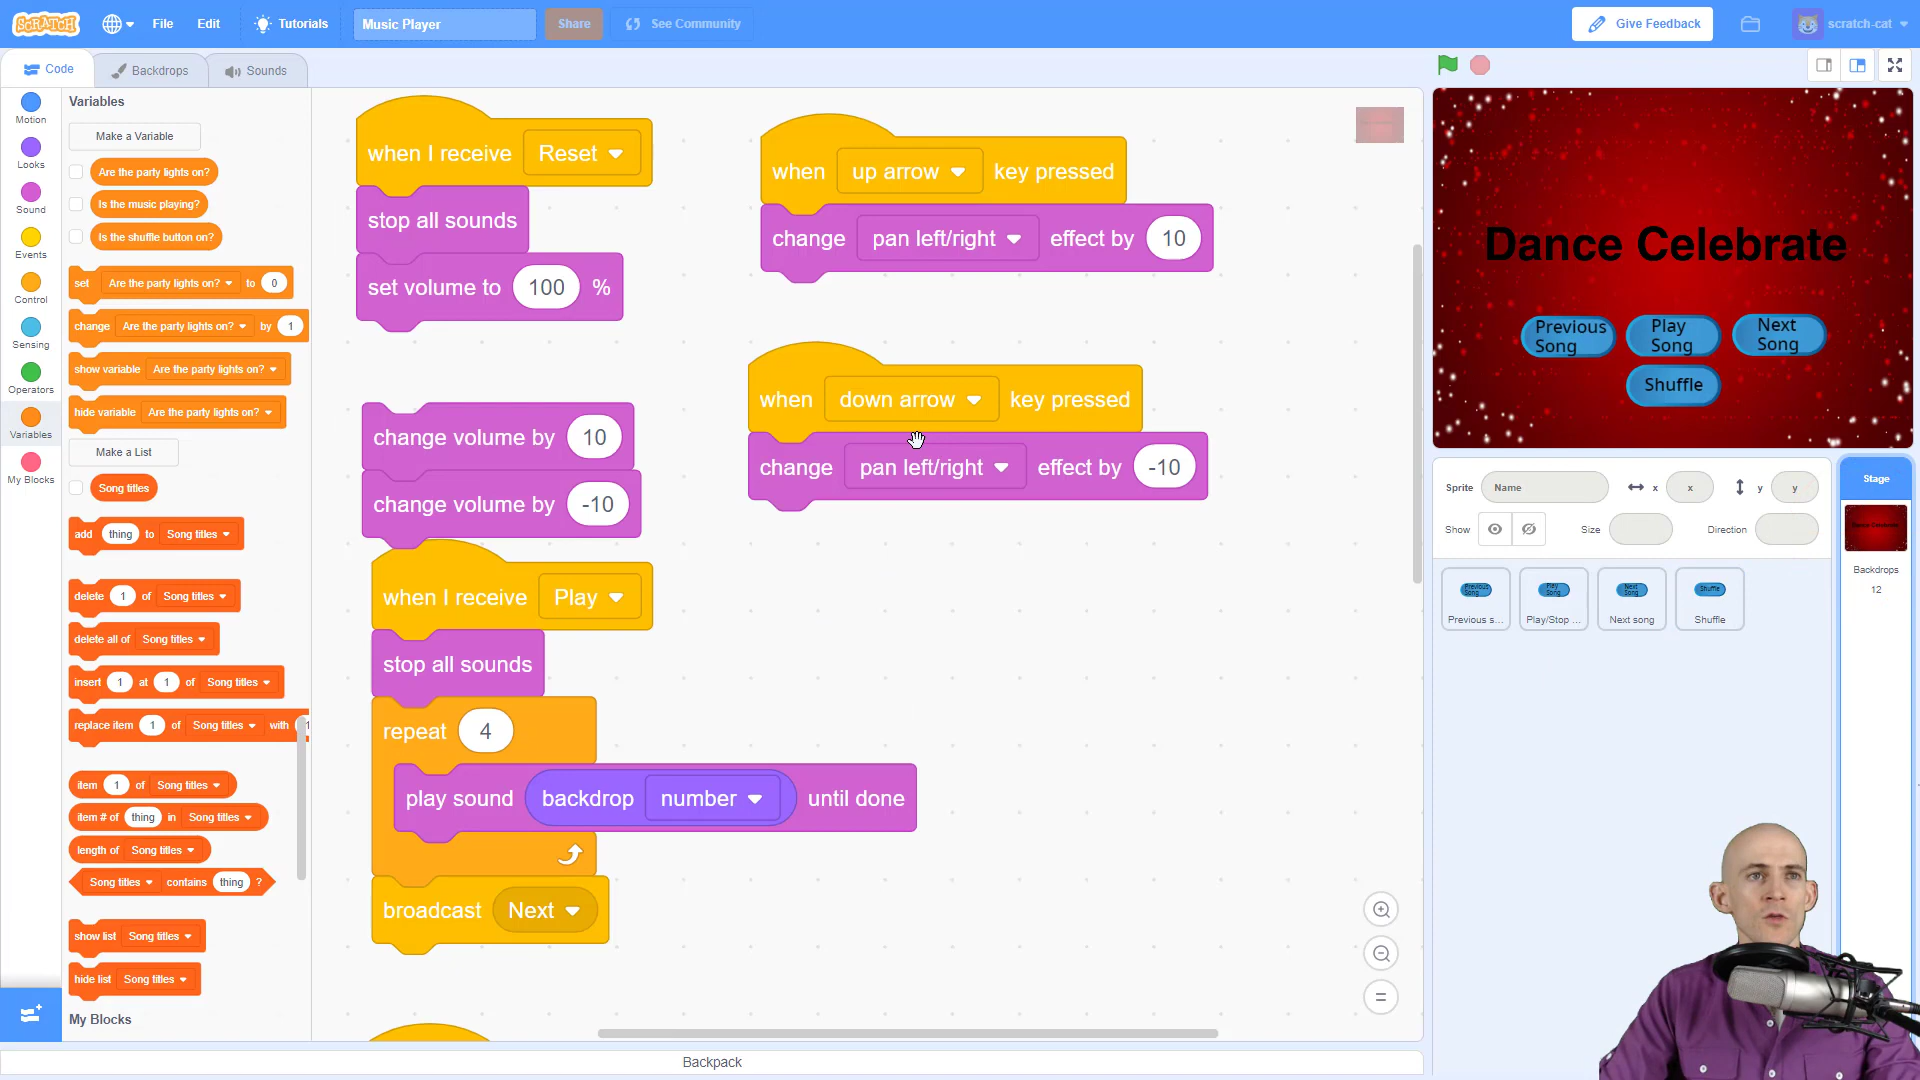 SCRATCH
File
Edit
Tutorials
Music Player
Share
See Community
Give Feedback
scratch-cat
Code
Backdrops
Sounds
Motion
Looks
Sound
Events
Control
Sensing
Operators
Variables
My Blocks
Variables
Make a Variable
Are the party lights on?
Is the music playing?
Is the shuffle button on?
set Are the party lights on? to 0
change Are the party lights on? by 1
show variable Are the party lights on?
hide variable Are the party lights on?
Make a List
Song titles
add thing to Song titles
delete 1 of Song titles
delete all of Song titles
insert 1 at 1 of Song titles
replace item 1 of Song titles with
item 1 of Song titles
item # of thing in Song titles
length of Song titles
Song titles contains thing ?
show list Song titles
hide list Song titles
My Blocks
when I receive Reset
stop all sounds
set volume to 100 %
change volume by 10
change volume by -10
when I receive Play
stop all sounds
repeat 4
play sound backdrop number until done
broadcast Next
when up arrow key pressed
change pan left/right effect by 10
when down arrow key pressed
change pan left/right effect by -10
Backpack
Dance Celebrate
Previous Song
Play Song
Next Song
Shuffle
Sprite Name x x y y
Show Size Direction
Previous Song
Play Song
Next Song
Shuffle
Previous s...
Play/Stop ...
Next song
Shuffle
Stage
Backdrops
12